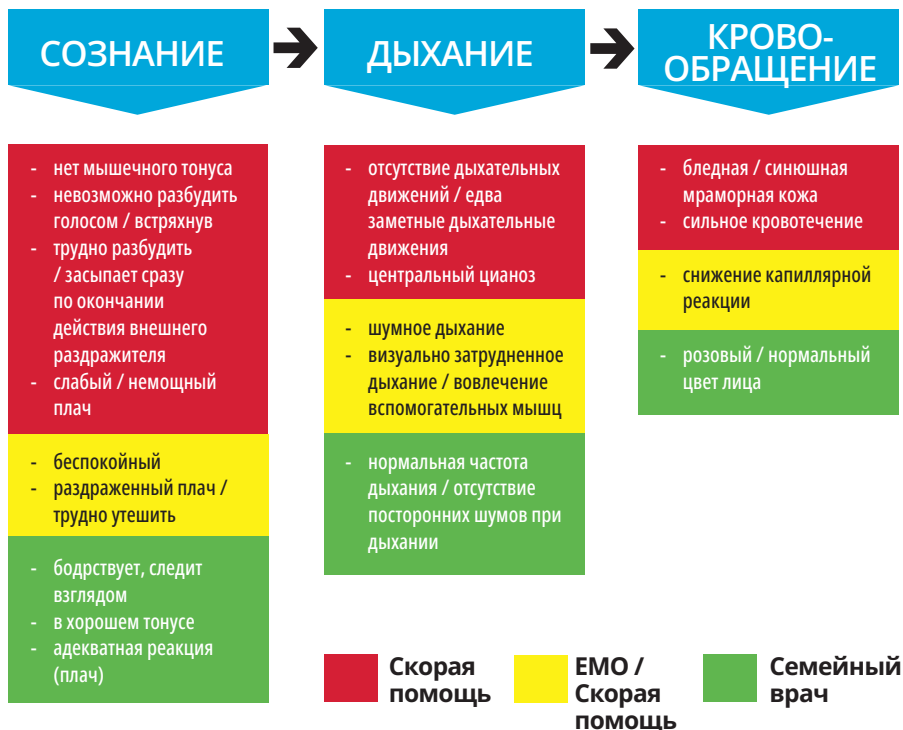 СОЗНАНИЕ
ДЫХАНИЕ
КРОВО-
ОБРАЩЕНИЕ
- нет мышечного тонуса
- невозможно разбудить
голосом / встряхнув
- трудно разбудить
/ засыпает сразу
по окончании
действия внешнего
раздражителя
- слабый / немощный
плач
- беспокойный
- раздраженный плач /
трудно утешить
- бодрствует, следит
взглядом
- в хорошем тонусе
- адекватная реакция
(плач)
- отсутствие дыхательных
движений / едва
заметные дыхательные
движения
- центральный цианоз
- шумное дыхание
- визуально затрудненное
дыхание / вовлечение
вспомогательных мышц
- нормальная частота
дыхания / отсутствие
посторонних шумов при
дыхании
- бледная / синюшная
мраморная кожа
- сильное кровотечение
- снижение капиллярной
реакции
- розовый / нормальный
цвет лица
Скорая
помощь
ЕМО /
Скорая
помощь
Семейный
врач